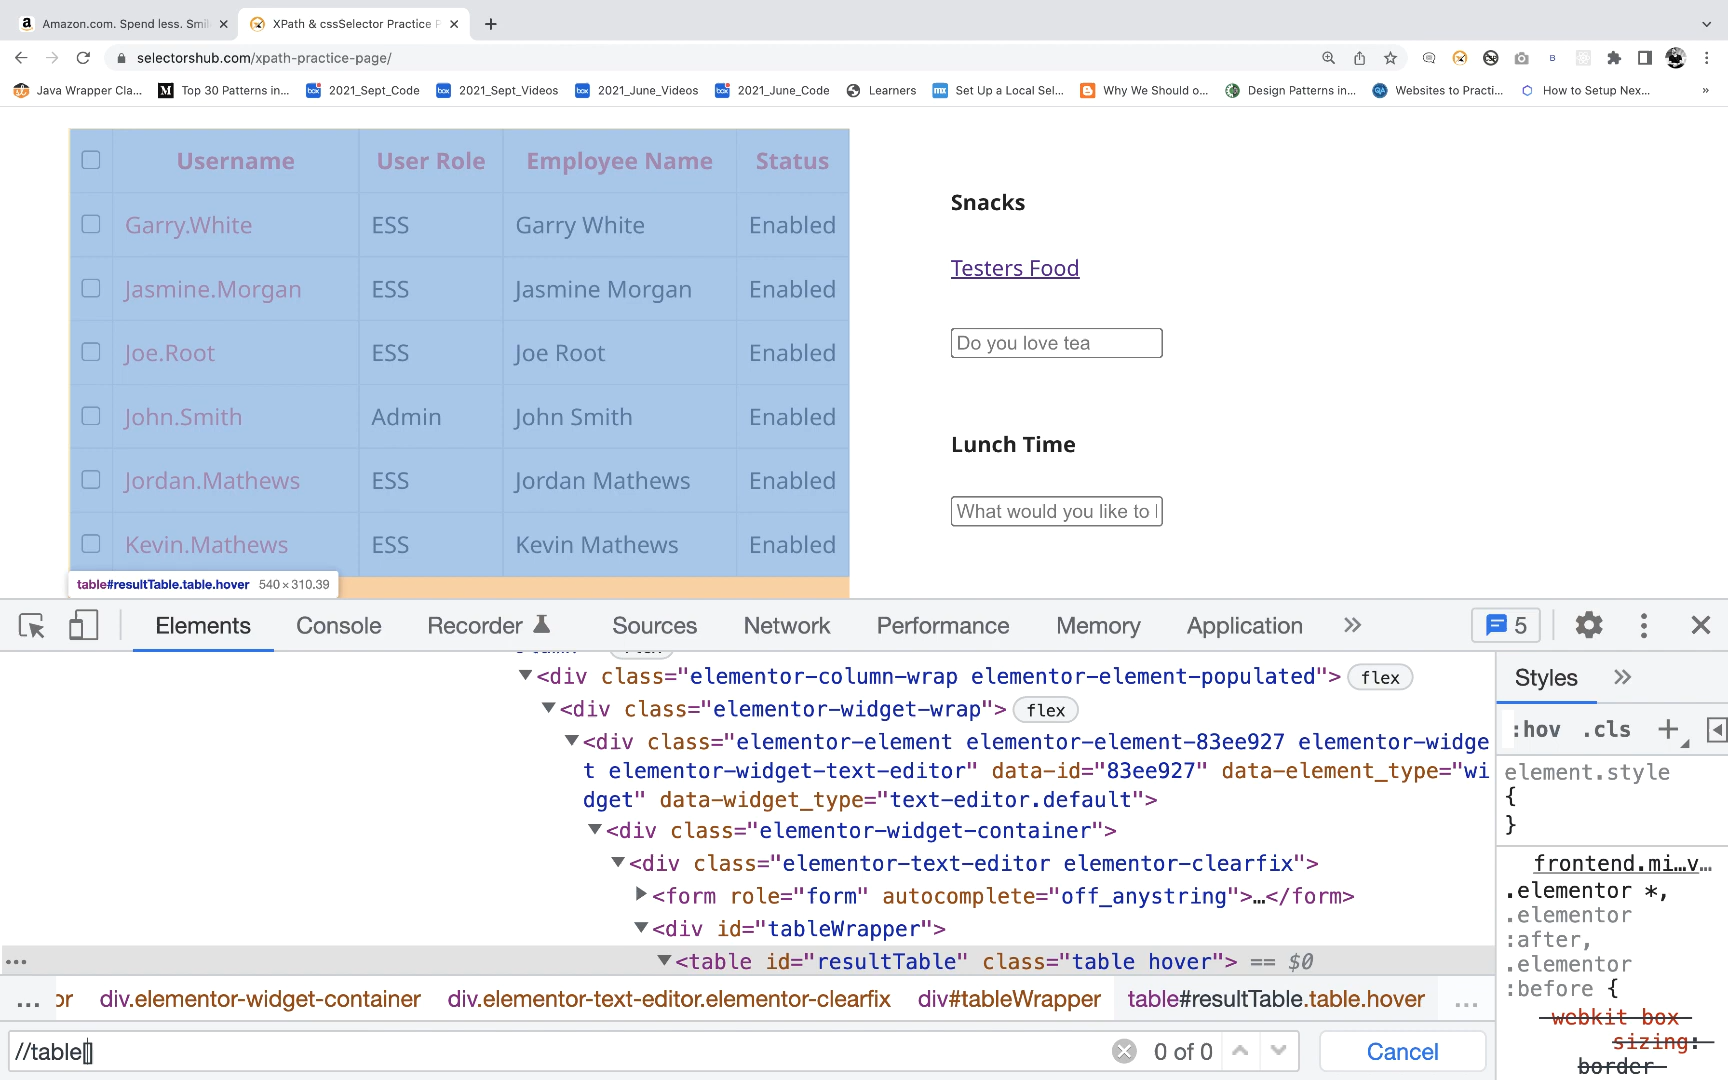 Amazon.com. Spend less. Smil
XPath & cssSelector Practice P
selectorshub.com/xpath-practice-page/
Java Wrapper Cla...
Top 30 Patterns in...
2021_Sept_Code
2021_Sept_Videos
2021_June_Videos
2021_June_Code
Learners
Set Up a Local Sel...
Why We Should o...
Design Patterns in...
Websites to Practi...
How to Setup Nex...
»
Username User Role Employee Name Status
Garry.White ESS Garry White Enabled
Jasmine.Morgan ESS Jasmine Morgan Enabled
Joe.Root ESS Joe Root Enabled
John.Smith Admin John Smith Enabled
Jordan.Mathews ESS Jordan Mathews Enabled
Kevin.Mathews ESS Kevin Mathews Enabled
table#resultTable.table.hover 540 × 310.39
Snacks
Testers Food
Do you love tea
Lunch Time
What would you like to
Elements Console Recorder Sources Network Performance Memory Application » 5
<div class="elementor-column-wrap elementor-element-populated"> flex
<div class="elementor-widget-wrap"> flex
<div class="elementor-element elementor-element-83ee927 elementor-widge
t elementor-widget-text-editor" data-id="83ee927" data-element_type="wi
dget" data-widget_type="text-editor.default">
<div class="elementor-widget-container">
<div class="elementor-text-editor elementor-clearfix">
<form role="form" autocomplete="off_anystring">…</form>
<div id="tableWrapper">
<table id="resultTable" class="table hover"> == $0
... or div.elementor-widget-container div.elementor-text-editor.elementor-clearfix div#tableWrapper table#resultTable.table.hover ...
//table[]
0 of 0
Cancel
Styles »
:hov .cls +
element.style
{
}
frontend.mi…v…
.elementor *,
.elementor
:after,
.elementor
:before {
-webkit-box-
sizing:
border-